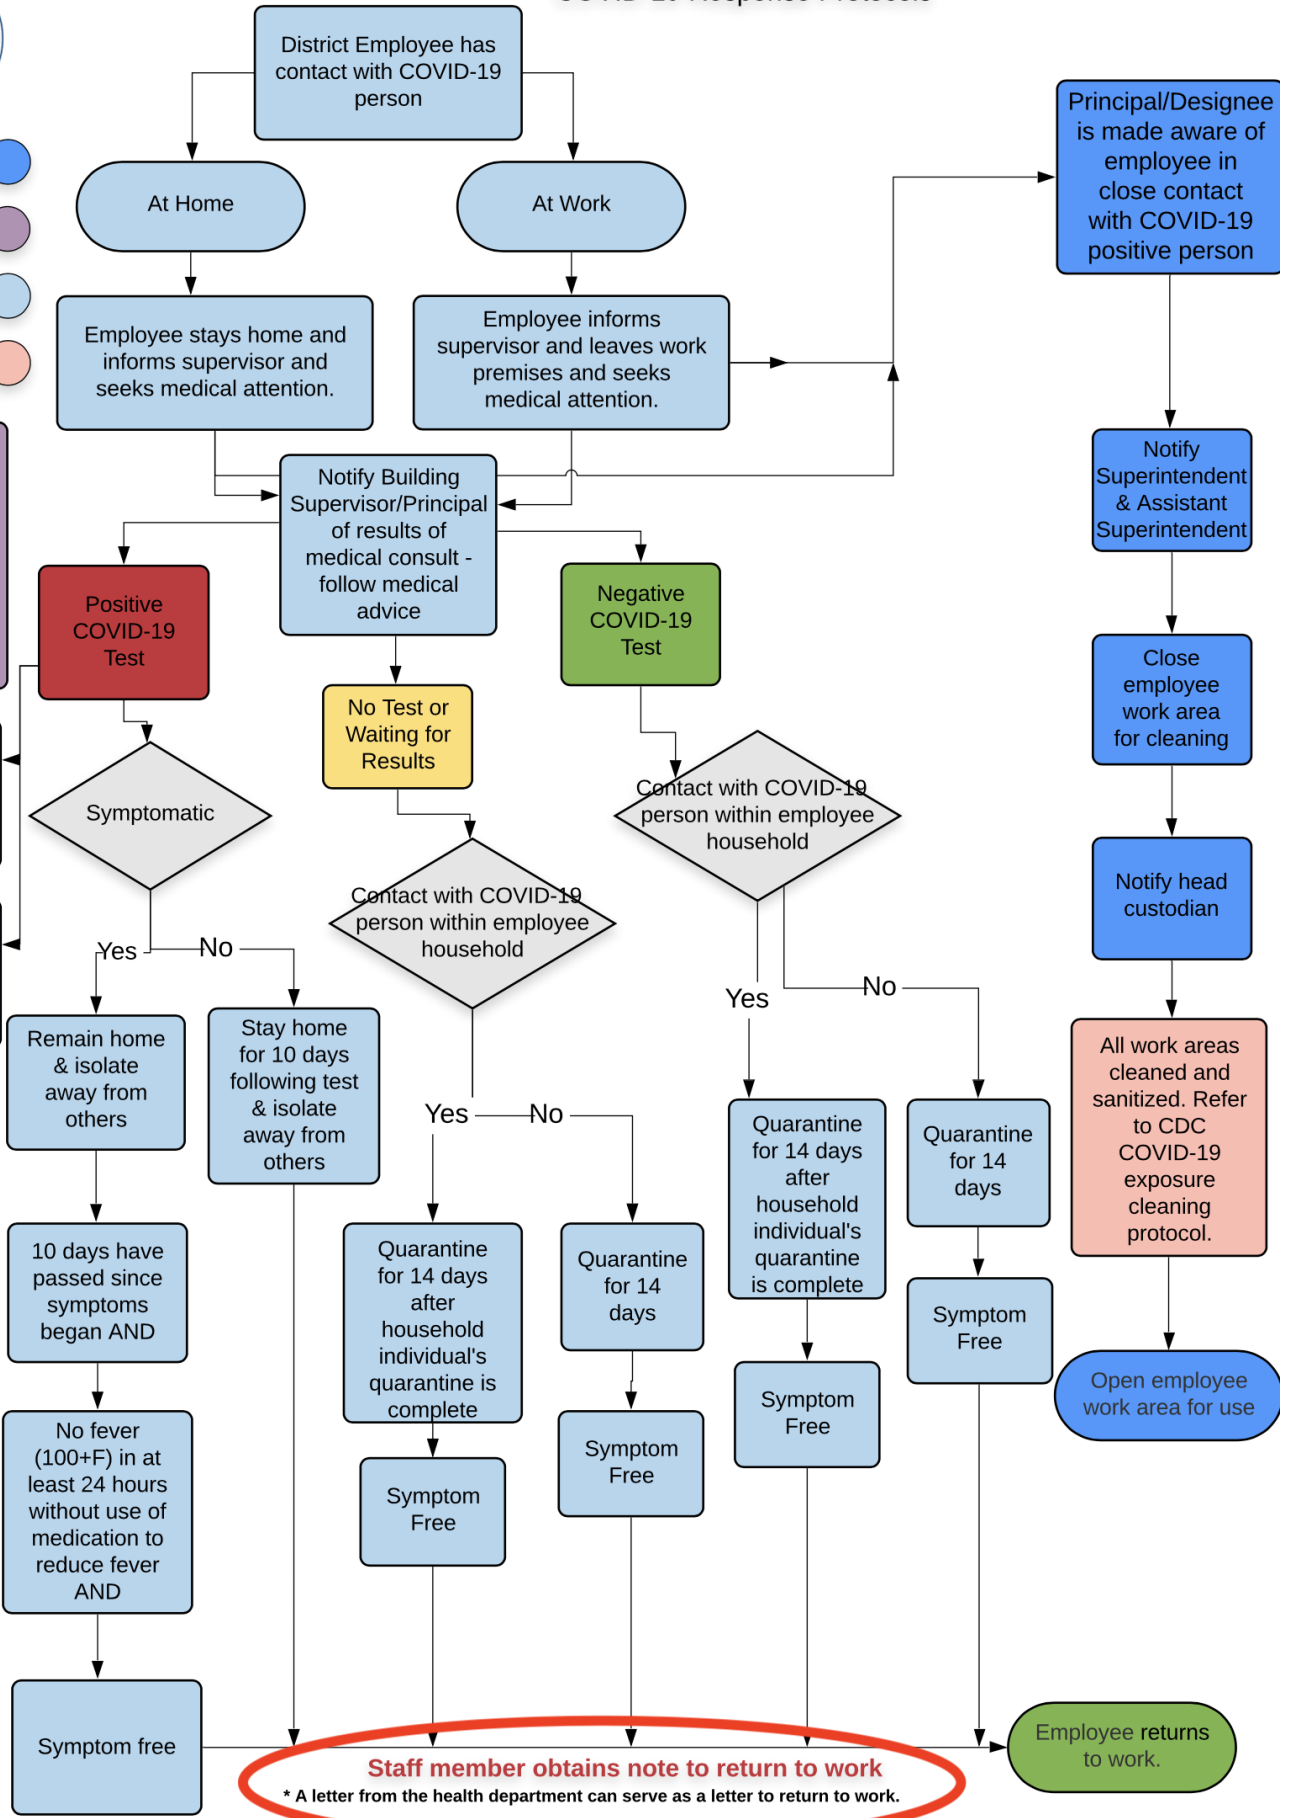 COVID-19 Response Protocols
District Employee has
contact with COVID-19
person
At Home
At Work
Principal/Designee
is made aware of
employee in
close contact
with COVID-19
positive person
Employee stays home and
informs supervisor and
seeks medical attention.
Employee informs
supervisor and leaves work
premises and seeks
medical attention.
Notify Building
Supervisor/Principal
of results of
medical consult -
follow medical
advice
Notify
Superintendent
& Assistant
Superintendent
Positive
COVID-19
Test
No Test or
Waiting for
Results
Negative
COVID-19
Test
Close
employee
work area
for cleaning
Symptomatic
Contact with COVID-19
person within employee
household
Contact with COVID-19
person within employee
household
Notify head
custodian
Yes
No
Yes
No
Yes
No
Remain home
& isolate
away from
others
Stay home
for 10 days
following test
& isolate
away from
others
Quarantine
for 14 days
after
household
individual's
quarantine
is complete
Quarantine
for 14
days
All work areas
cleaned and
sanitized. Refer
to CDC
COVID-19
exposure
cleaning
protocol.
10 days have
passed since
symptoms
began AND
Quarantine
for 14 days
after
household
individual's
quarantine is
complete
Quarantine
for 14
days
Symptom
Free
Symptom
Free
Open employee
work area for use
No fever
(100+F) in at
least 24 hours
without use of
medication to
reduce fever
AND
Symptom
Free
Symptom
Free
Symptom free
Staff member obtains note to return to work
* A letter from the health department can serve as a letter to return to work.
Employee returns
to work.